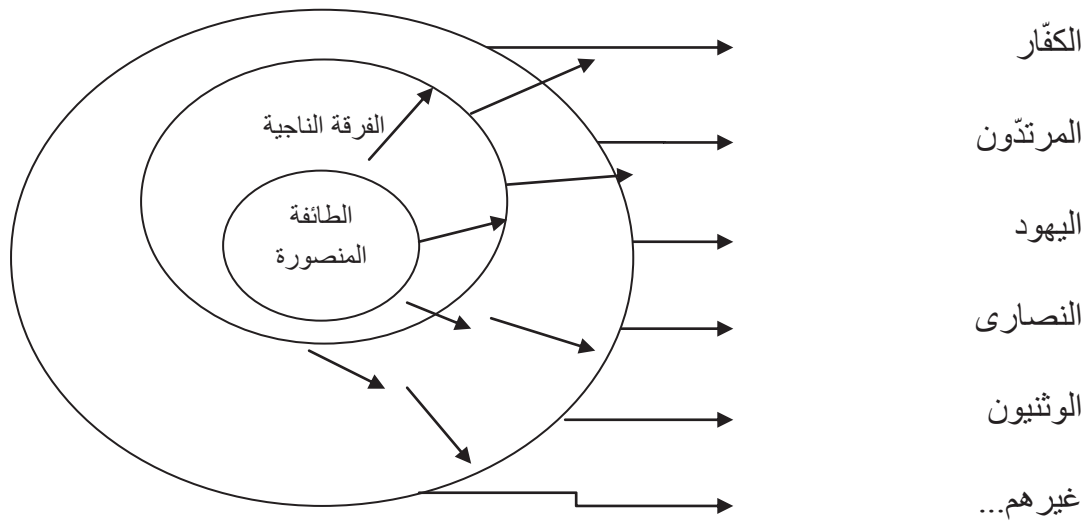 الكفّار
الفرقة الناجية
المرتدّون
الطائفة
المنصورة
اليهود
النصارى
الوثنيون
غيرهم...